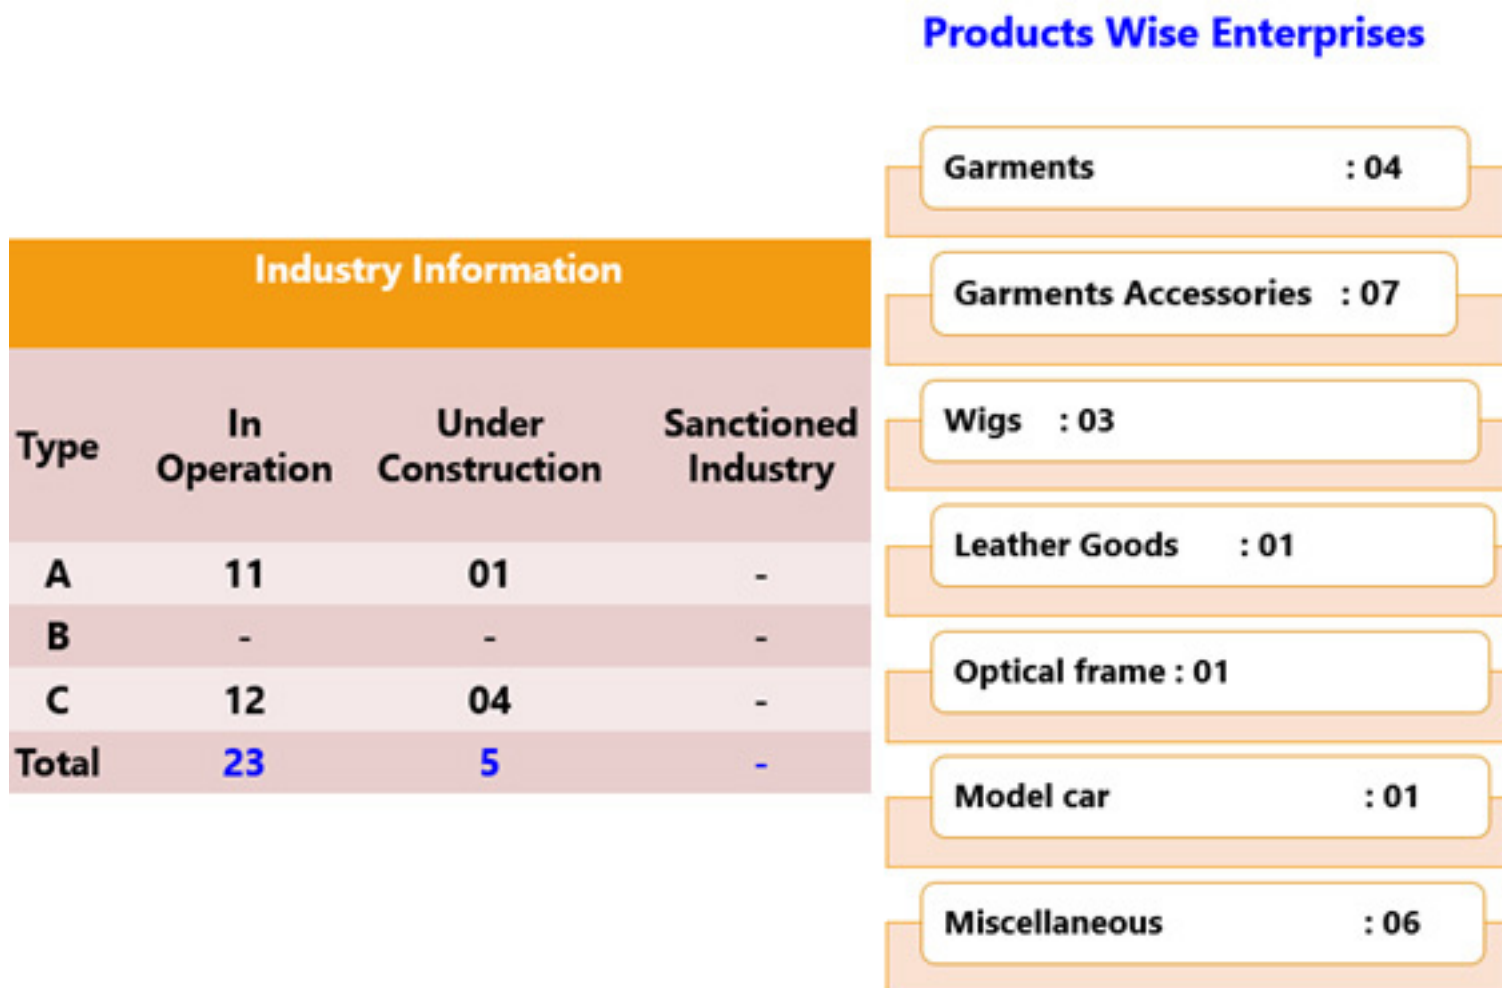 Products Wise Enterprises
Industry Information
Type In Operation Under Construction Sanctioned Industry
A 11 01 -
B - - -
C 12 04 -
Total 23 5 -
Garments : 04
Garments Accessories : 07
Wigs : 03
Leather Goods : 01
Optical frame : 01
Model car : 01
Miscellaneous : 06